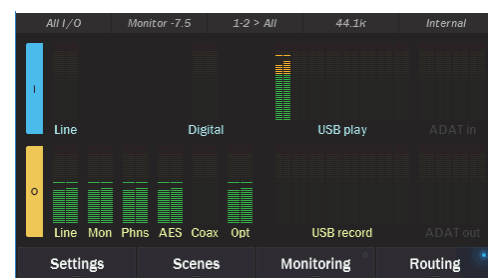 All I/O Monitor -7.5 1-2 > All 44.1k Internal
I
Line Digital USB play ADAT in
O
Line Mon Phns AES Coax Opt USB record ADAT out
Settings Scenes Monitoring Routing